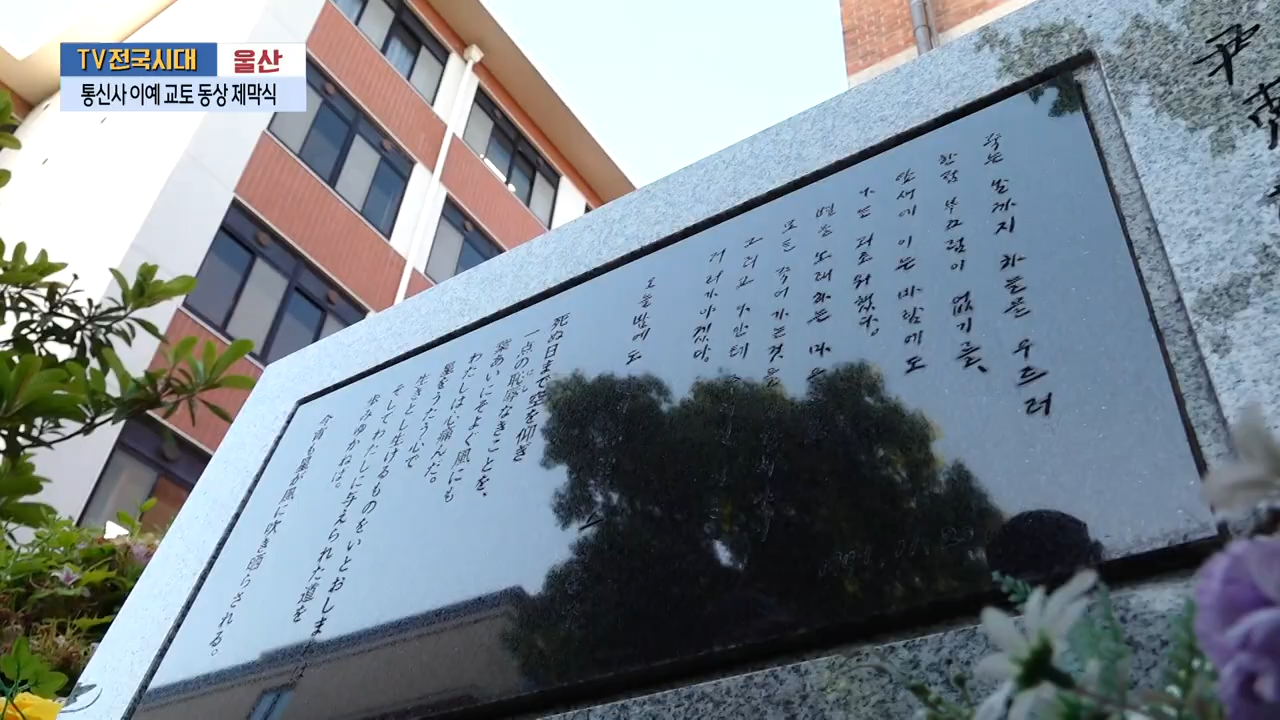 TV전국시대 울산
통신사 이예 교토 동상 제막식
尹東
죽는 날까지 하늘을 우르러
한점 부끄럼이 없기를,
잎새에 이는 바람에도
나는 괴로워했다.
별을 노래하는
모든 죽어가는것을
그리고 나한테
거러가야겠다.
오늘밤에도
死ぬ日まで空を仰ぎ
一点の恥辱なきことを、
葉あいにそよぐ風にも
わたしは心痛んだ。
星をうたう心で
生きとし生けるものをいとおしま
そしてわたしに与えられた道を
歩みゆかねば。
今宵も星が風に吹き晒らされる。